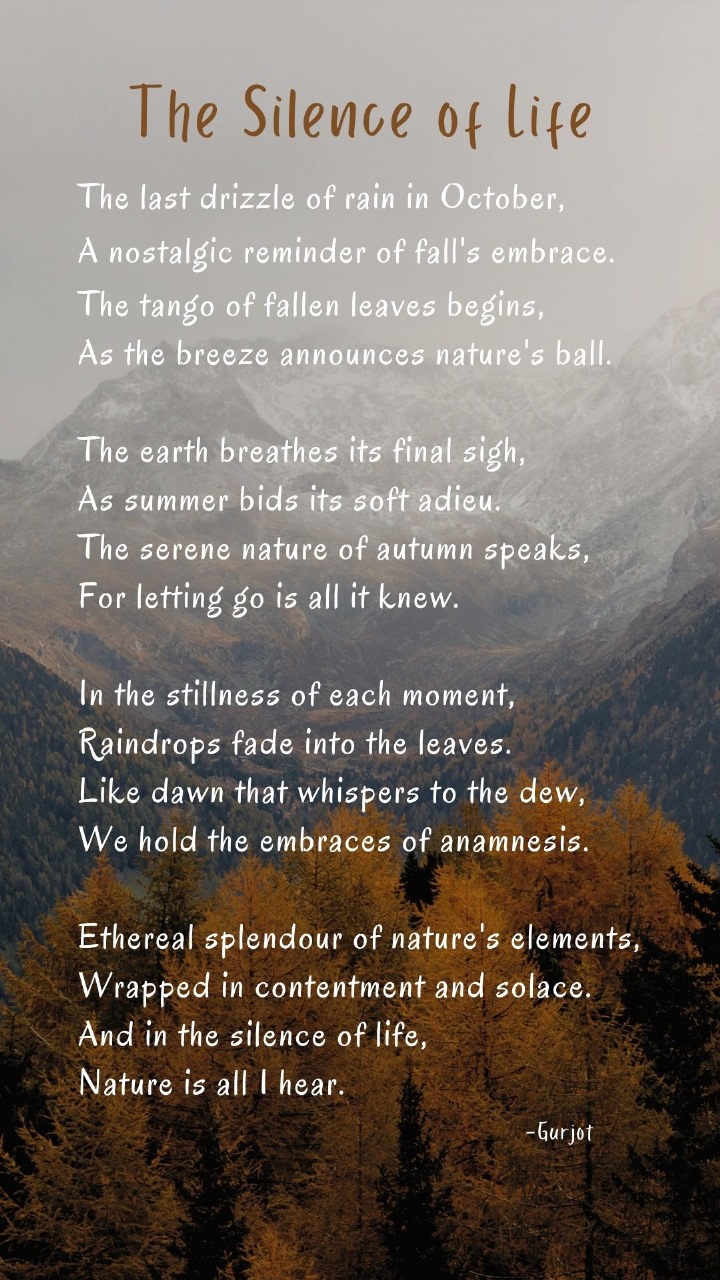 The Silence of Life
The last drizzle of rain in October,
A nostalgic reminder of fall's embrace.
The tango of fallen leaves begins,
As the breeze announces nature's ball.
The earth breathes its final sigh,
As summer bids its soft adieu.
The serene nature of autumn speaks,
For letting go is all it knew.
In the stillness of each moment,
Raindrops fade into the leaves.
Like dawn that whispers to the dew,
We hold the embraces of anamnesis.
Ethereal splendour of nature's elements,
Wrapped in contentment and solace.
And in the silence of life,
Nature is all I hear.
-Gurjot